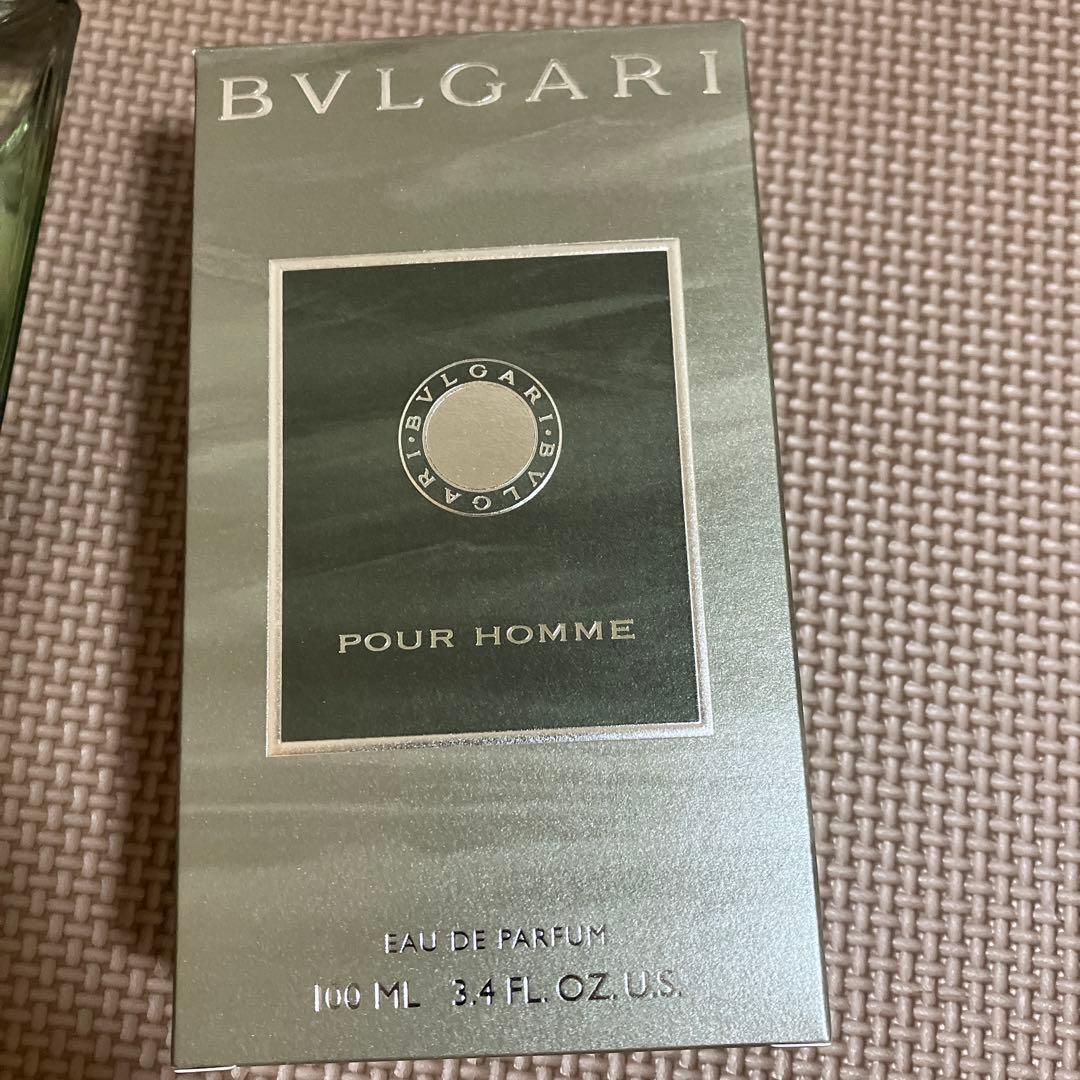 BVLGARI
BVLGARI · BVLGARI ·
POUR HOMME
EAU DE PARFUM
100 ML 3.4 FL. OZ. U.S.